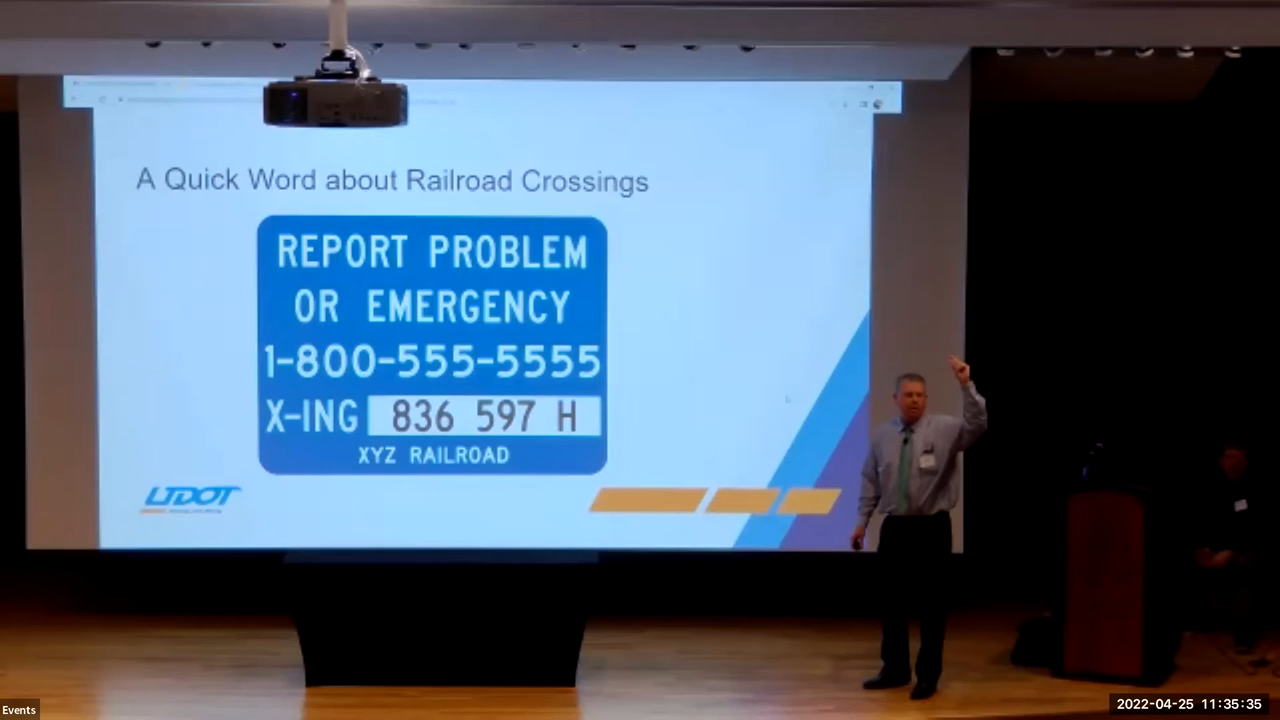 A Quick Word about Railroad Crossings
REPORT PROBLEM
OR EMERGENCY
1-800-555-5555
X-ING 836 597 H
XYZ RAILROAD
UDOT
Events
2022-04-25 11:35:35